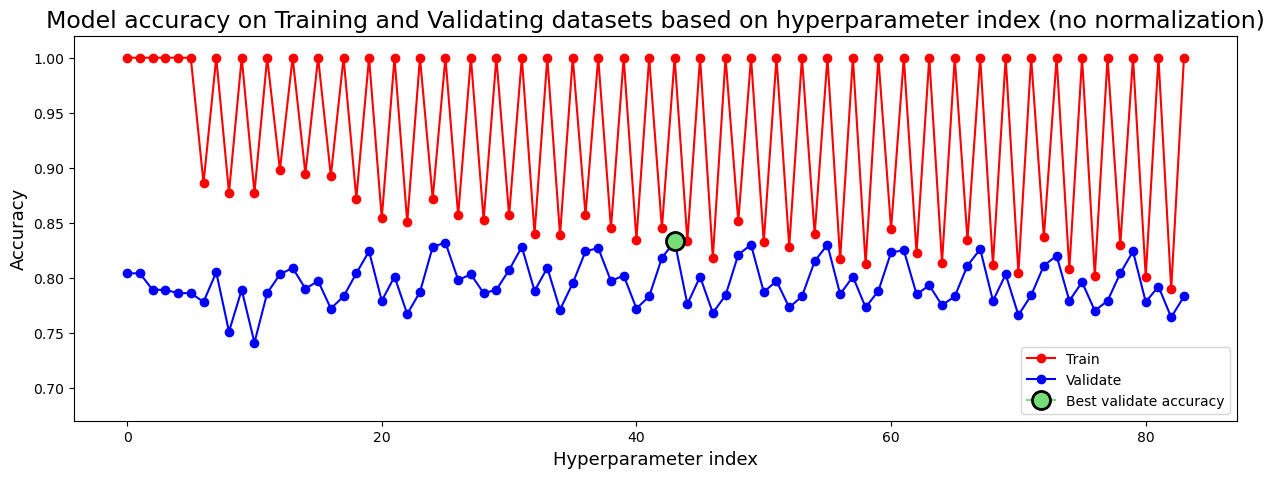 Model accuracy on Training and Validating datasets based on hyperparameter index (no normalization)
1.00
0.95
0.90
0.85
0.80
0.75
0.70
Accuracy
Train
Validate
Best validate accuracy
0 20 40 60 80
Hyperparameter index